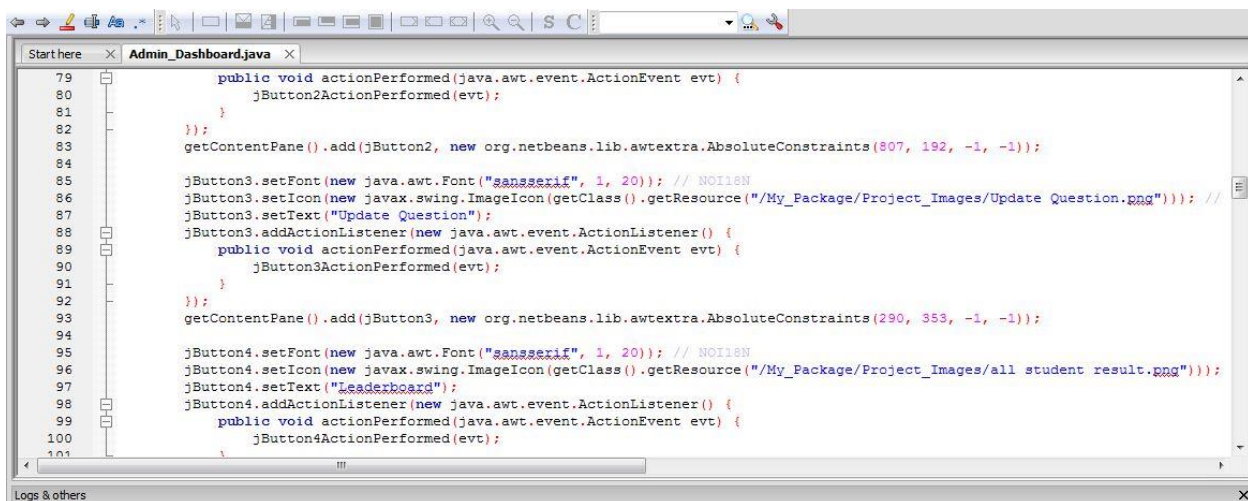 S C
Start here Admin_Dashboard.java
79 public void actionPerformed(java.awt.event.ActionEvent evt) {
80 jButton2ActionPerformed(evt);
81 }
82 });
83 getContentPane().add(jButton2, new org.netbeans.lib.awtextra.AbsoluteConstraints(807, 192, -1, -1));
84
85 jButton3.setFont(new java.awt.Font("sansserif", 1, 20)); // NOI18N
86 jButton3.setIcon(new javax.swing.ImageIcon(getClass().getResource("/My_Package/Project_Images/Update Question.png"))); //
87 jButton3.setText("Update Question");
88 jButton3.addActionListener(new java.awt.event.ActionListener() {
89 public void actionPerformed(java.awt.event.ActionEvent evt) {
90 jButton3ActionPerformed(evt);
91 }
92 });
93 getContentPane().add(jButton3, new org.netbeans.lib.awtextra.AbsoluteConstraints(290, 353, -1, -1));
94
95 jButton4.setFont(new java.awt.Font("sansserif", 1, 20)); // NOI18N
96 jButton4.setIcon(new javax.swing.ImageIcon(getClass().getResource("/My_Package/Project_Images/all student result.png")));
97 jButton4.setText("Leaderboard");
98 jButton4.addActionListener(new java.awt.event.ActionListener() {
99 public void actionPerformed(java.awt.event.ActionEvent evt) {
100 jButton4ActionPerformed(evt);
101 }
Logs & others